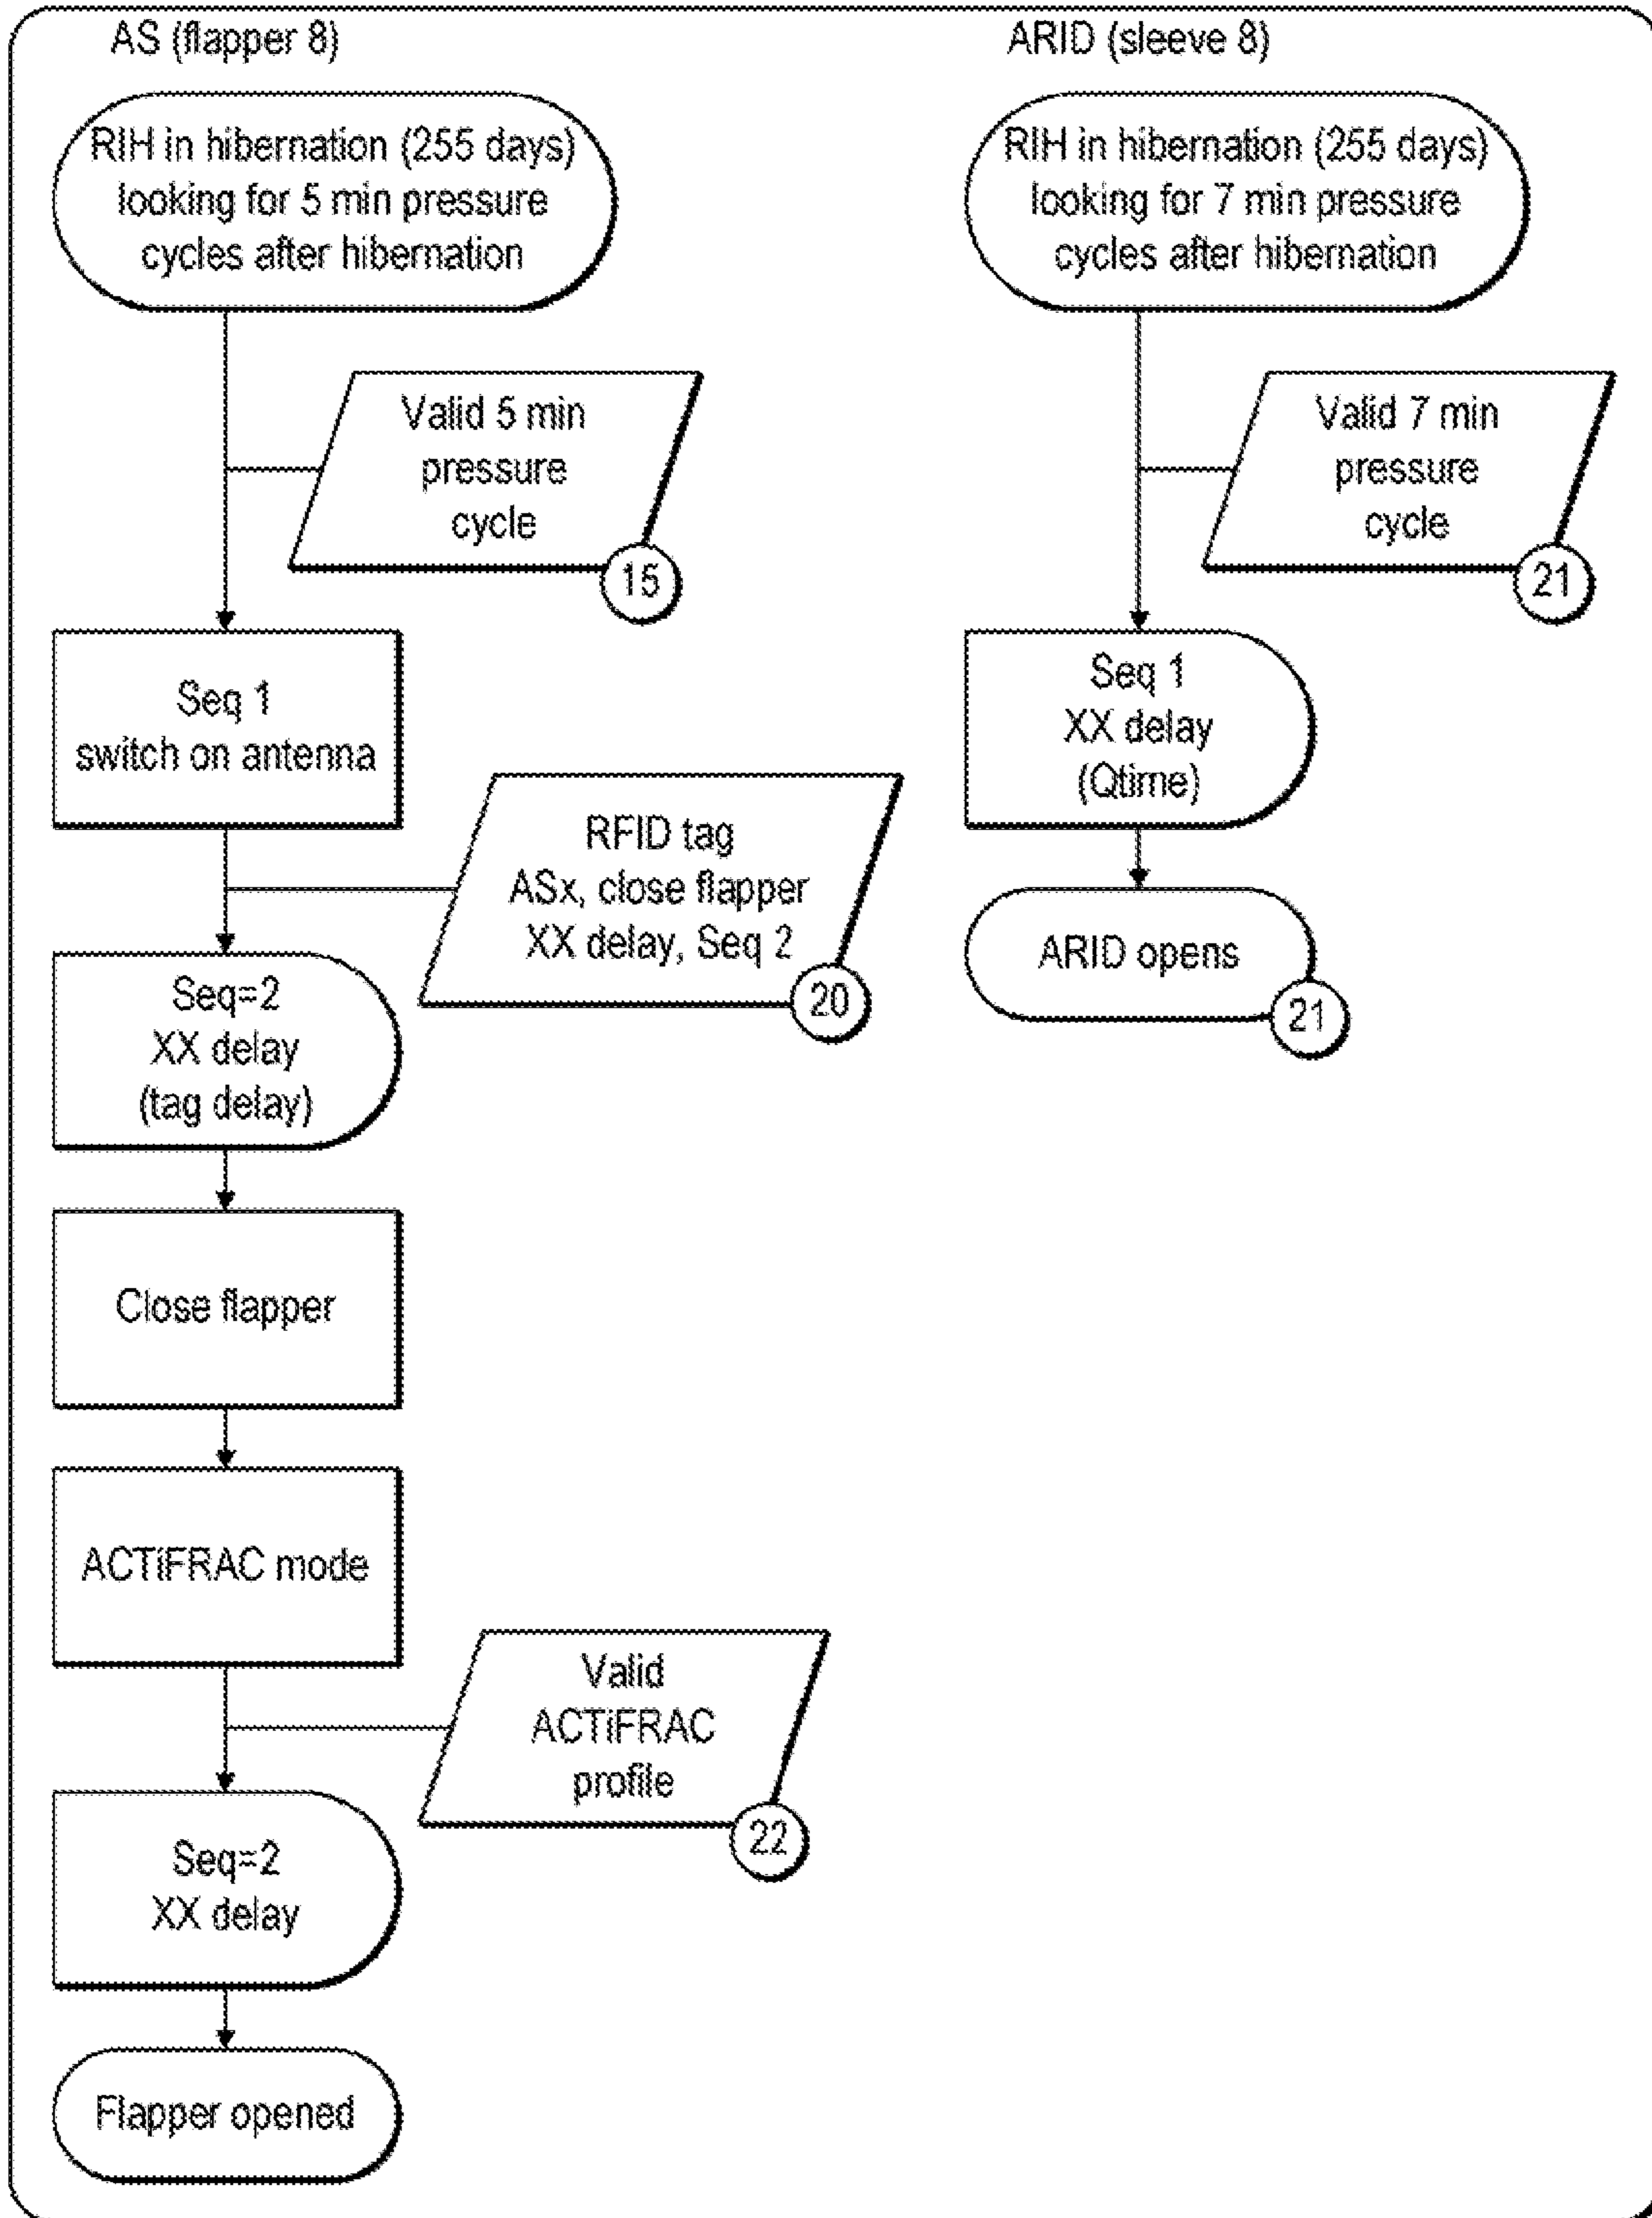 AS (flapper 8)
RIH in hibernation (255 days)
looking for 5 min pressure
cycles after hibernation
Valid 5 min
pressure
cycle
15
Seq 1
switch on antenna
RFID tag
ASx, close flapper
XX delay, Seq 2
20
Seq=2
XX delay
(tag delay)
Close flapper
ACTiFRAC mode
Valid
ACTiFRAC
profile
22
Seq=2
XX delay
Flapper opened
ARID (sleeve 8)
RIH in hibernation (255 days)
looking for 7 min pressure
cycles after hibernation
Valid 7 min
pressure
cycle
21
Seq 1
XX delay
(Qtime)
ARID opens
21